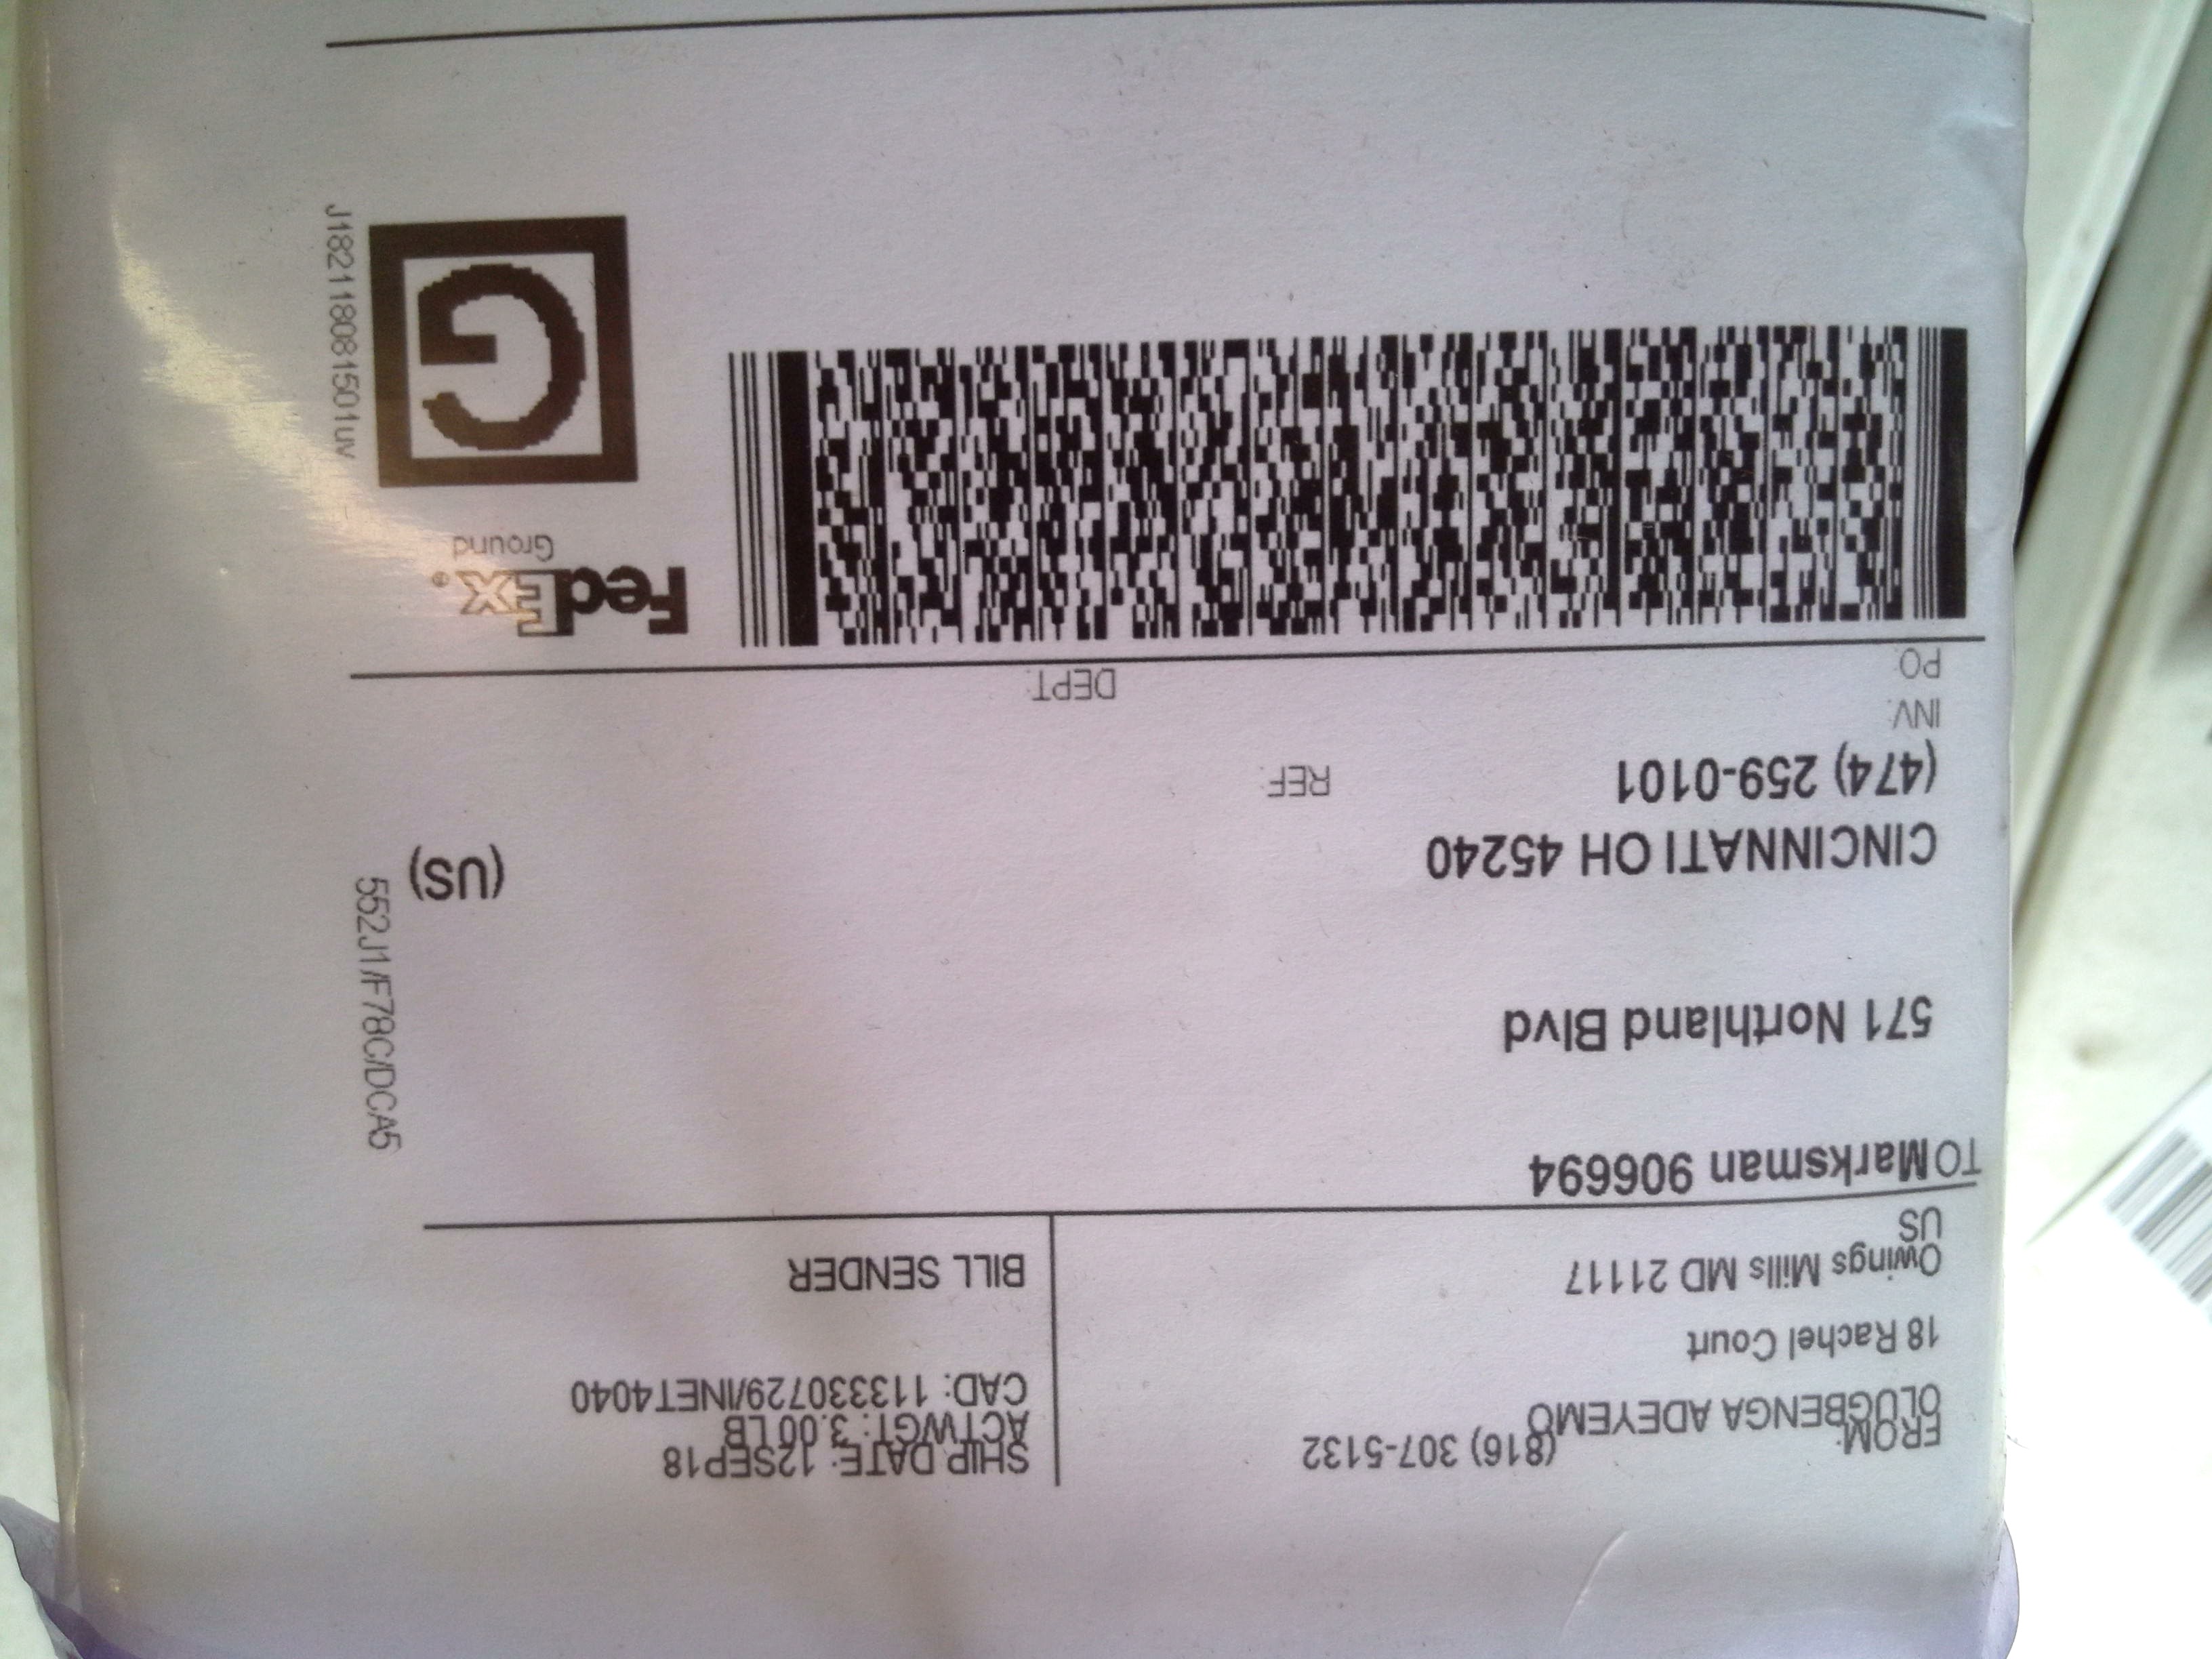 FROM: (816) 307-5132
OLUGBENGA ADEYEMO
18 Rachel Court
Owings Mills MD 21117
US
SHIP DATE: 12SEP18
ACTWGT: 3.00 LB
CAD: 113330729/INET4040
BILL SENDER
TO Marksman 906694
571 Northland Blvd
CINCINNATI OH 45240
(US)
(474) 259-0101
REF:
INV:
PO:
DEPT:
552J1/F78C/DCA5
FedEx®
Ground
G
J182118081501uv